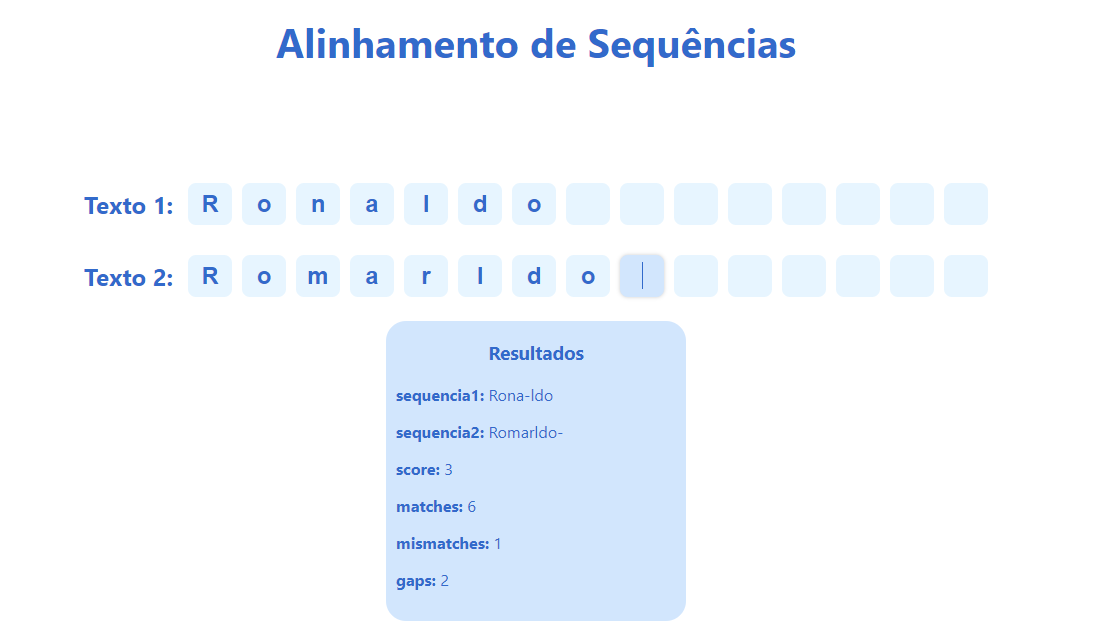 Alinhamento de Sequências
Texto 1: R o n a l d o
Texto 2: R o m a r l d o
Resultados
sequencia1: Rona-ldo
sequencia2: Romarldo-
score: 3
matches: 6
mismatches: 1
gaps: 2